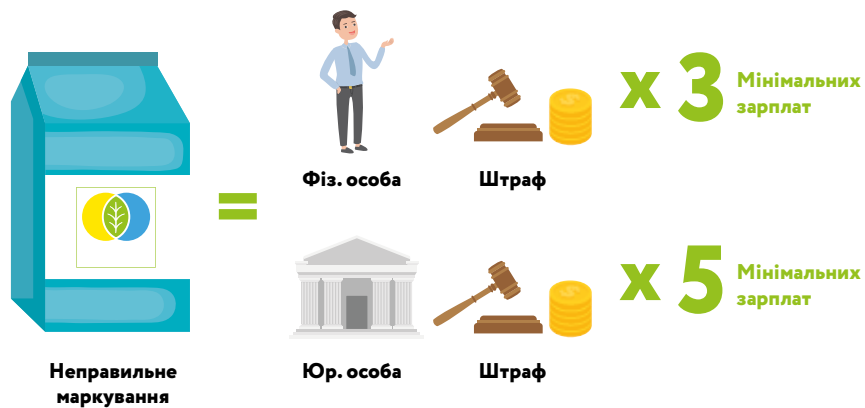 x 3 Мінімальних
зарплат
Фіз. особа
Штраф
=
x 5 Мінімальних
зарплат
Неправильне
маркування
Юр. особа
Штраф